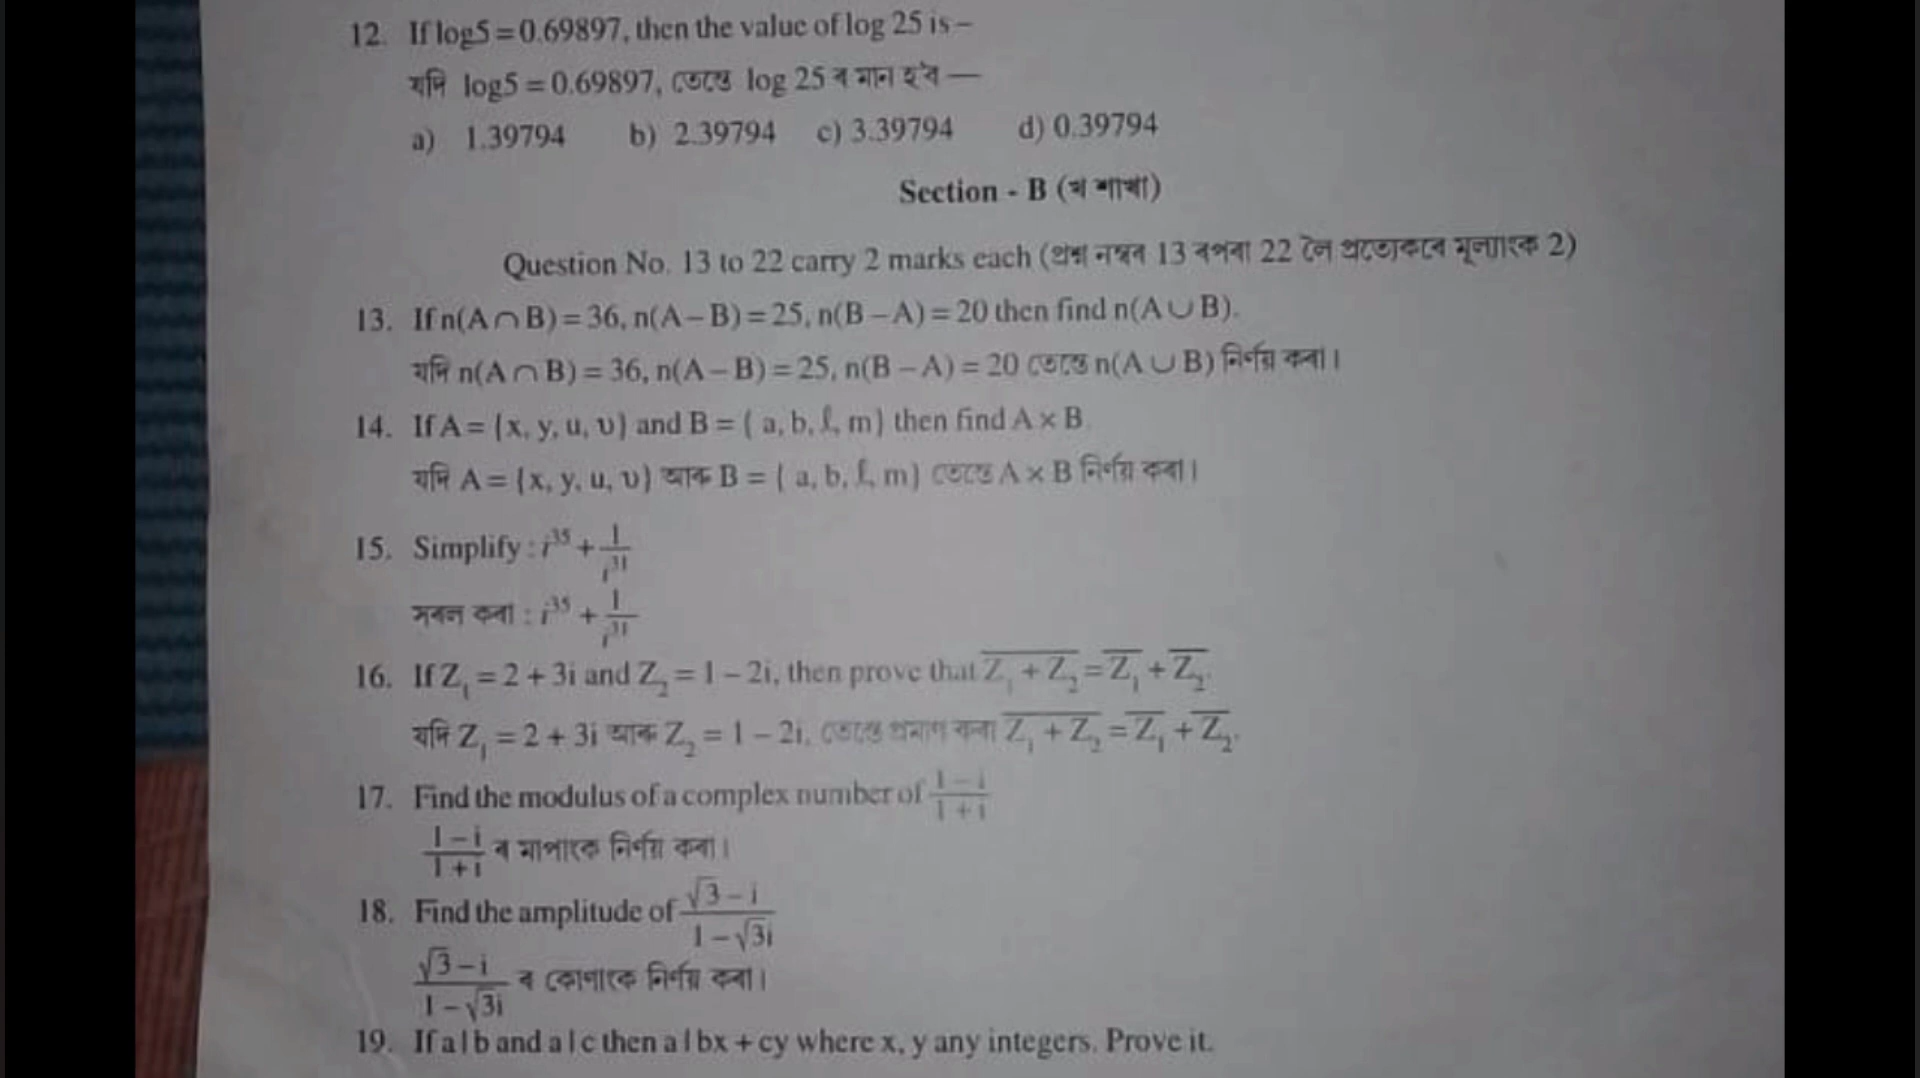 12. If log5 = 0.69897, then the value of log 25 is –
যদি log5 = 0.69897, তেন্তে log 25 ৰ মান হ'ব —
a) 1.39794 b) 2.39794 c) 3.39794 d) 0.39794
Section - B (খ শাখা)
Question No. 13 to 22 carry 2 marks each (প্ৰশ্ন নম্বৰ 13 ৰপৰা 22 লৈ প্ৰত্যেকৰে মূল্যাংক 2)
13. If n(A ∩ B) = 36, n(A – B) = 25, n(B – A) = 20 then find n(A ∪ B).
যদি n(A ∩ B) = 36, n(A – B) = 25, n(B – A) = 20 তেন্তে n(A ∪ B) নিৰ্ণয় কৰা।
14. If A = {x, y, u, υ} and B = { a, b, ℓ, m} then find A × B.
যদি A = {x, y, u, υ} আৰু B = { a, b, ℓ, m} তেন্তে A × B নিৰ্ণয় কৰা।
15. Simplify : i³⁵ + 1/i³¹
সৰল কৰা : i³⁵ + 1/i³¹
16. If Z₁ = 2 + 3i and Z₂ = 1 – 2i, then prove that \overline{Z₁ + Z₂} = \overline{Z₁} + \overline{Z₂}.
যদি Z₁ = 2 + 3i আৰু Z₂ = 1 – 2i, তেন্তে প্ৰমাণ কৰা \overline{Z₁ + Z₂} = \overline{Z₁} + \overline{Z₂}.
17. Find the modulus of a complex number of (1 – i)/(1 + i)
(1 – i)/(1 + i) ৰ মাপাংক নিৰ্ণয় কৰা।
18. Find the amplitude of (√3 – i)/(1 – √3i)
(√3 – i)/(1 – √3i) ৰ কোণাংক নিৰ্ণয় কৰা।
19. If a | b and a | c then a | bx + cy where x, y any integers. Prove it.